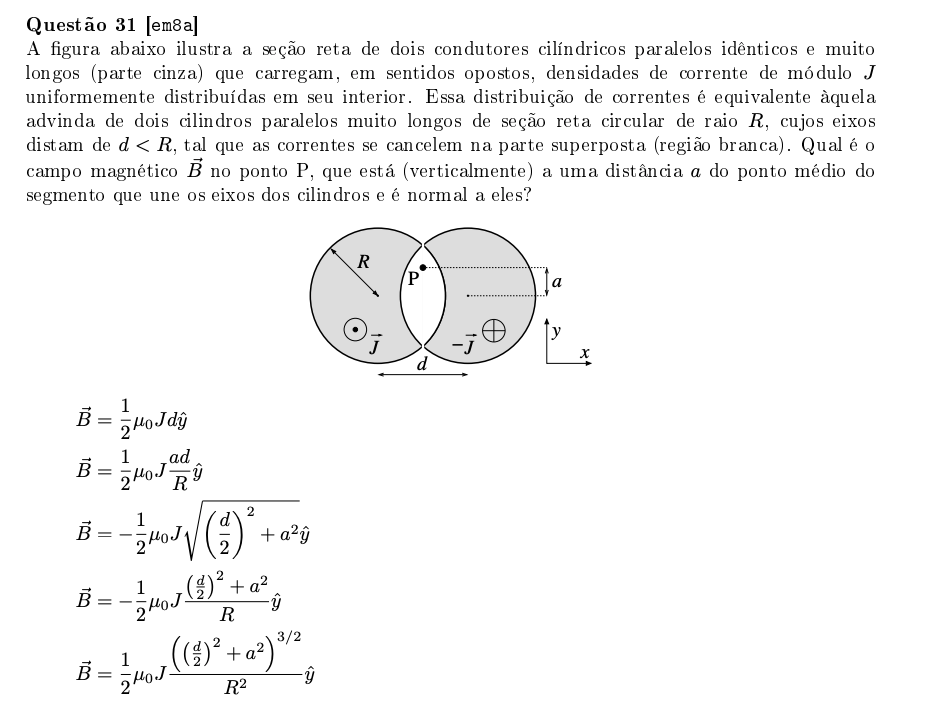 Questão 31 [em8a]
A figura abaixo ilustra a seção reta de dois condutores cilíndricos paralelos idênticos e muito
longos (parte cinza) que carregam, em sentidos opostos, densidades de corrente de módulo J
uniformemente distribuídas em seu interior. Essa distribuição de correntes é equivalente àquela
advinda de dois cilindros paralelos muito longos de seção reta circular de raio R, cujos eixos
distam de d < R, tal que as correntes se cancelem na parte superposta (região branca). Qual é o
campo magnético \vec{B} no ponto P, que está (verticalmente) a uma distância a do ponto médio do
segmento que une os eixos dos cilindros e é normal a eles?
R
P
a
\vec{J}
-\vec{J}
y
x
d
\vec{B} = \frac{1}{2}\mu_0 J d\hat{y}
\vec{B} = \frac{1}{2}\mu_0 J\frac{ad}{R}\hat{y}
\vec{B} = -\frac{1}{2}\mu_0 J\sqrt{\left(\frac{d}{2}\right)^2 + a^2}\hat{y}
\vec{B} = -\frac{1}{2}\mu_0 J\frac{\left(\frac{d}{2}\right)^2 + a^2}{R}\hat{y}
\vec{B} = \frac{1}{2}\mu_0 J\frac{\left(\left(\frac{d}{2}\right)^2 + a^2\right)^{3/2}}{R^2}\hat{y}